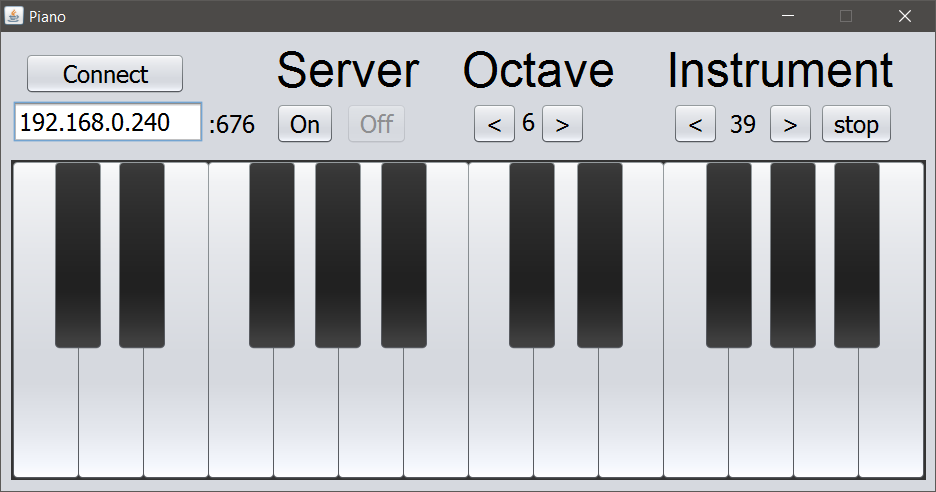 Piano
Connect
Server
Octave
Instrument
192.168.0.240 :676
On
Off
< 6 >
< 39 > stop